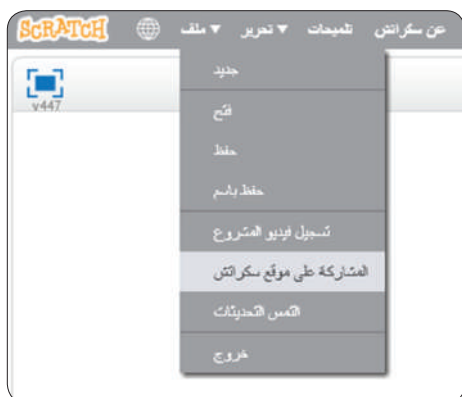 SCRATCH ملف ▼ تحرير ▼ تلميحات عن سكراتش
v447
جديد
فتح
حفظ
حفظ باسم
تسجيل فيديو المشروع
المشاركة على موقع سكراتش
التمس التحديثات
خروج